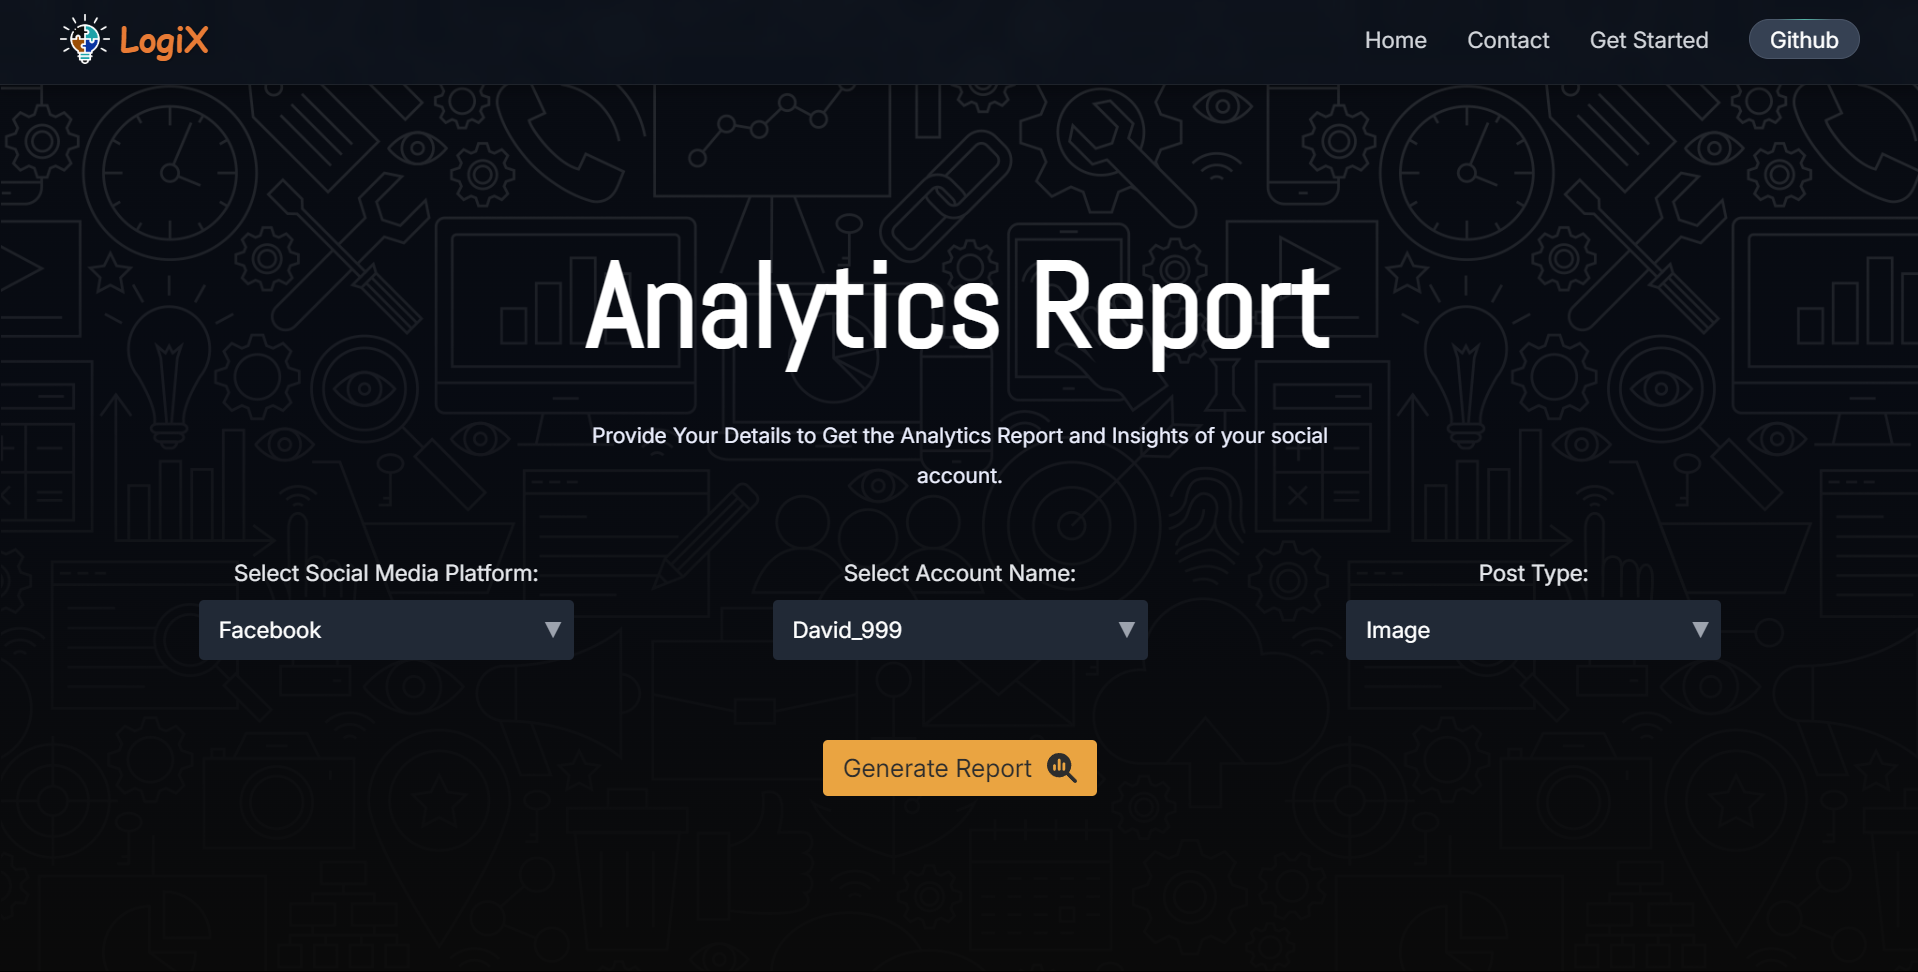 LogiX
Home
Contact
Get Started
Github
Analytics Report
Provide Your Details to Get the Analytics Report and Insights of your social
account.
Select Social Media Platform:
Facebook
Select Account Name:
David_999
Post Type:
Image
Generate Report